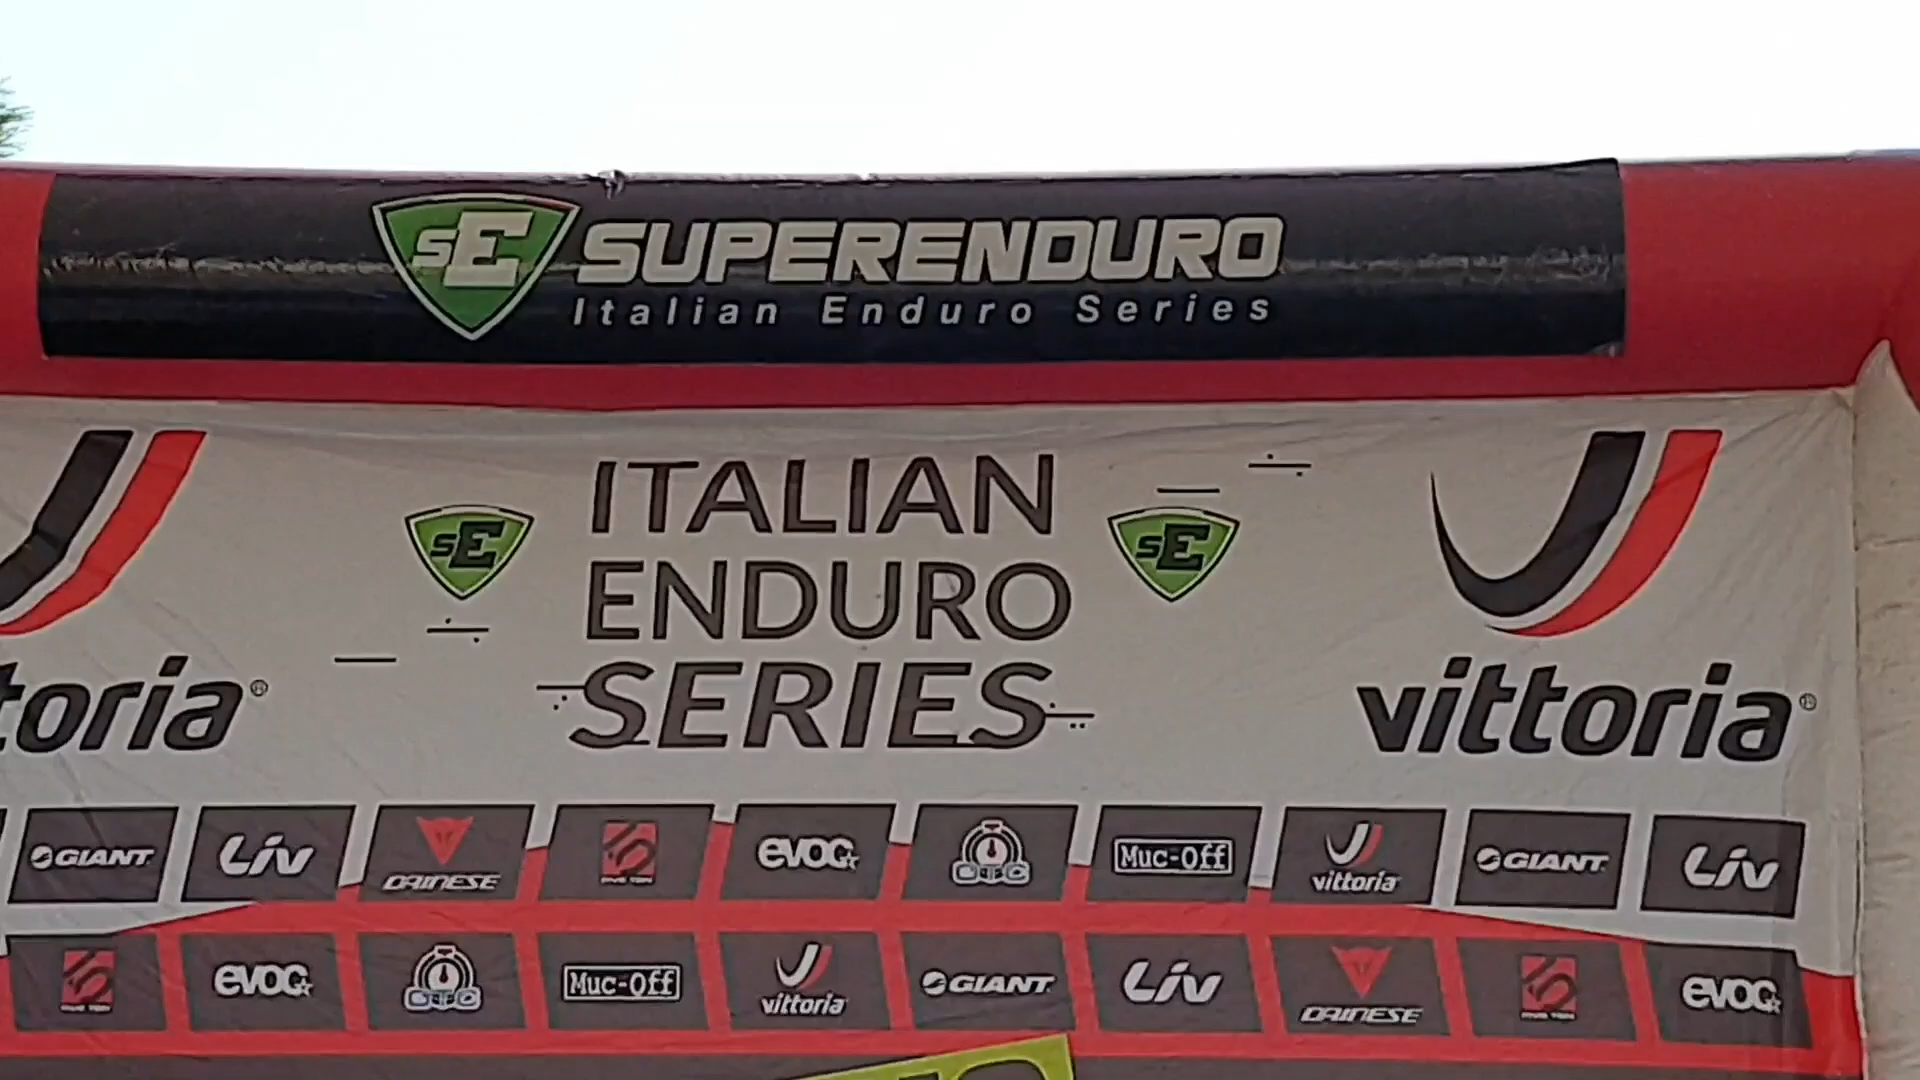 SE SUPERENDURO
Italian Enduro Series
ITALIAN
SE SE
ENDURO
SERIES
toria® vittoria®
GIANT Liv DAINESE evoc Muc-Off vittoria GIANT Liv
evoc Muc-Off vittoria GIANT Liv DAINESE evoc